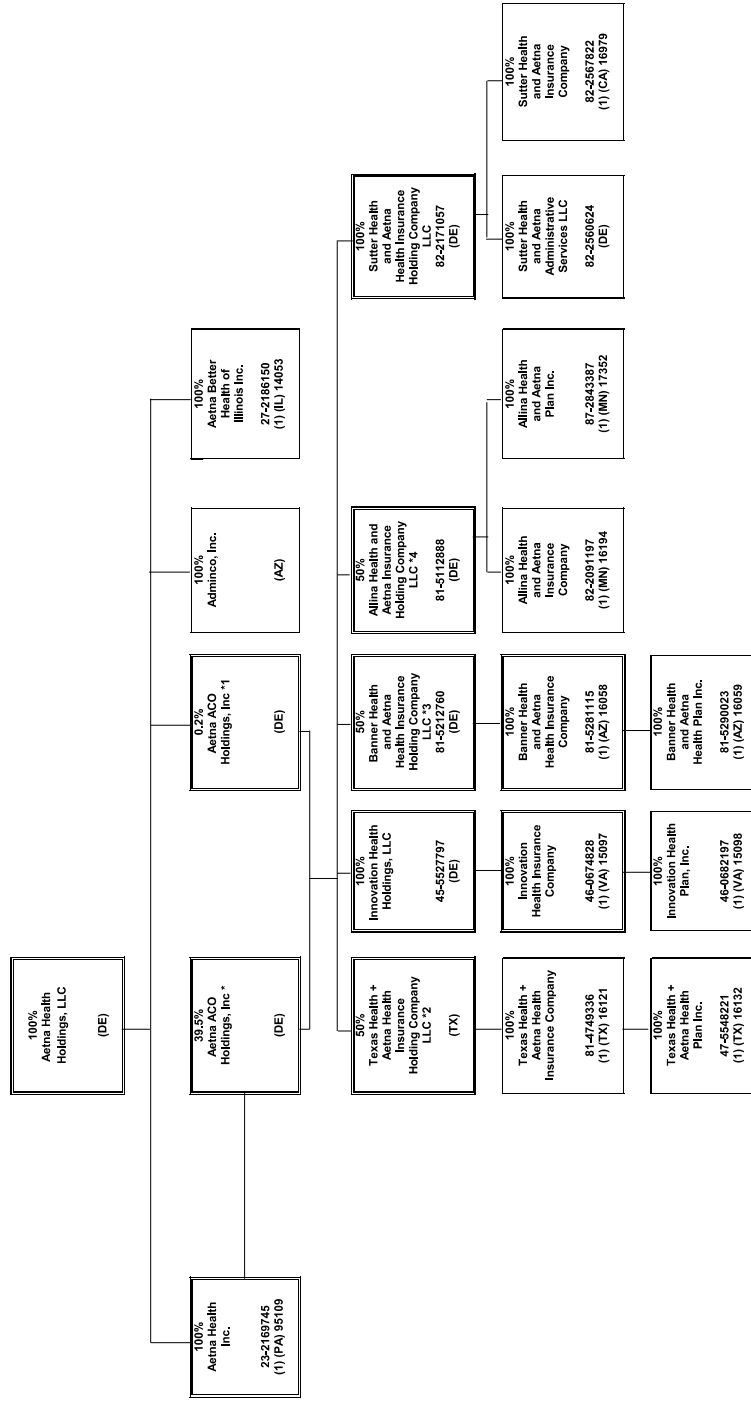 100%
Aetna Health
Holdings, LLC
(DE)
100%
Aetna Health
Inc.
23-2169745
(1) (PA) 95109
39.5%
Aetna ACO
Holdings, Inc *
(DE)
0.2%
Aetna ACO
Holdings, Inc *1
(DE)
100%
Adminco, Inc.
(AZ)
100%
Aetna Better
Health of
Illinois Inc.
27-2186150
(1) (IL) 14053
50%
Texas Health +
Aetna Health
Insurance
Holding Company
LLC *2
(TX)
100%
Innovation Health
Holdings, LLC
45-5527797
(DE)
50%
Banner Health
and Aetna
Health Insurance
Holding Company
LLC *3
81-5212760
(DE)
50%
Allina Health and
Aetna Insurance
Holding Company
LLC *4
81-5112888
(DE)
100%
Sutter Health
and Aetna
Health Insurance
Holding Company
LLC
82-2171057
(DE)
100%
Texas Health +
Aetna Health
Insurance Company
81-4749336
(1) (TX) 16121
100%
Innovation
Health Insurance
Company
46-0674828
(1) (VA) 15097
100%
Banner Health
and Aetna
Health Insurance
Company
81-5281115
(1) (AZ) 16058
100%
Allina Health
and Aetna
Insurance
Company
82-2091197
(1) (MN) 16194
100%
Allina Health
and Aetna
Plan Inc.
87-2843387
(1) (MN) 17352
100%
Sutter Health
and Aetna
Administrative
Services LLC
82-2560624
(DE)
100%
Sutter Health
and Aetna
Insurance
Company
82-2567822
(1) (CA) 16979
100%
Texas Health +
Aetna Health
Plan Inc.
47-5548221
(1) (TX) 16132
100%
Innovation Health
Plan, Inc.
46-0682197
(1) (VA) 15098
100%
Banner Health
and Aetna
Health Plan Inc.
81-5290023
(1) (AZ) 16059